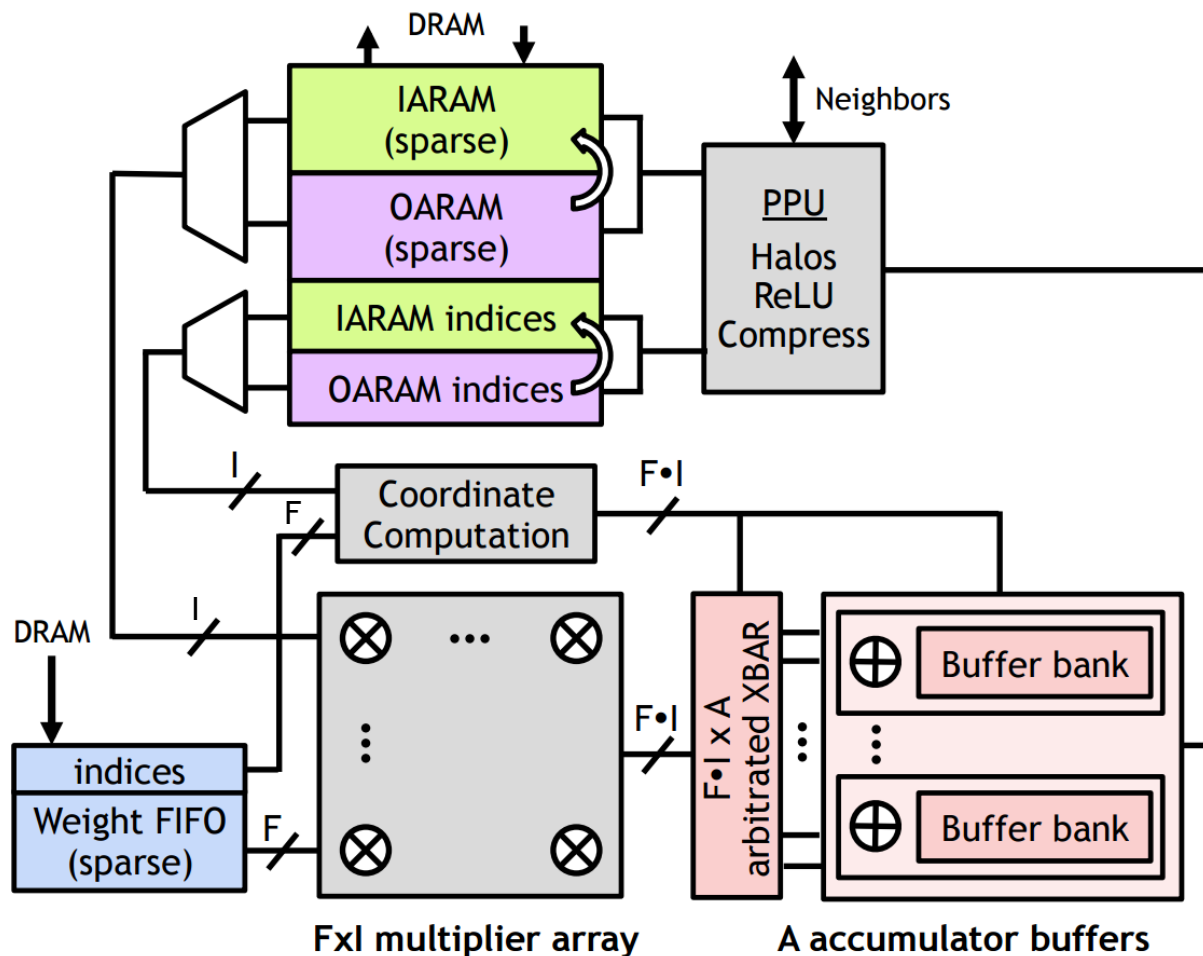 DRAM
IARAM
(sparse)
OARAM
(sparse)
IARAM indices
OARAM indices
Neighbors
PPU
Halos
ReLU
Compress
I
F
Coordinate
Computation
F•I
DRAM
I
indices
Weight FIFO
(sparse)
F
F•I
F•I x A
arbitrated XBAR
Buffer bank
Buffer bank
FxI multiplier array
A accumulator buffers